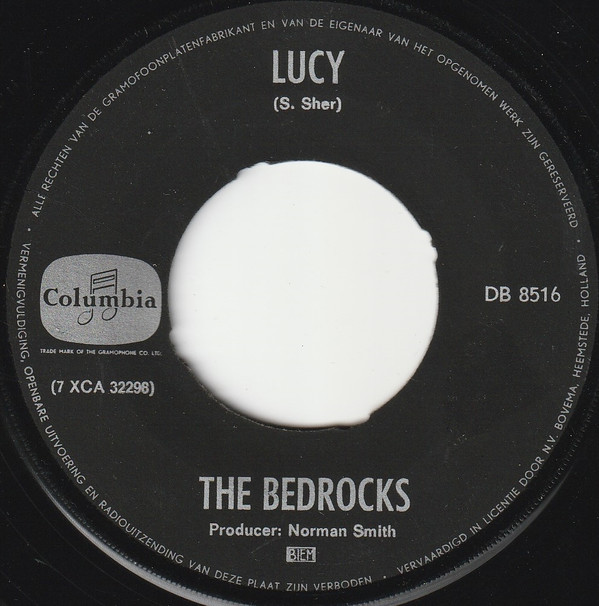 ALLE RECHTEN VAN DE GRAMOFOONPLATENFABRIKANT EN VAN DE EIGENAAR VAN HET OPGENOMEN WERK ZIJN GERESERVEERD
LUCY
(S. Sher)
Columbia
TRADE MARK OF THE GRAMOPHONE CO. LTD.
(7 XCA 32298)
DB 8516
THE BEDROCKS
Producer: Norman Smith
BIEM
VERMENIGVULDIGING, OPENBARE UITVOERING EN RADIOUITZENDING VAN DEZE PLAAT ZIJN VERBODEN • VERVAARDIGD IN LICENTIE DOOR N.V. BOVEMA, HEEMSTEDE, HOLLAND •